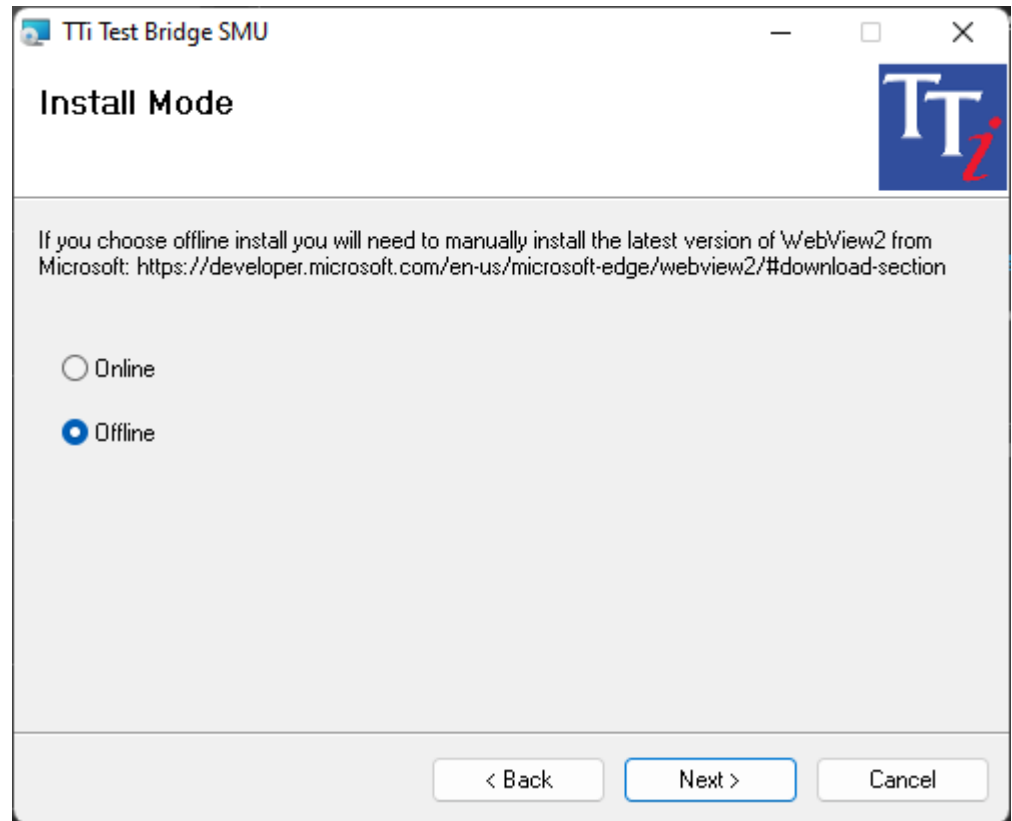 TTi Test Bridge SMU
Install Mode
TTi
If you choose offline install you will need to manually install the latest version of WebView2 from
Microsoft: https://developer.microsoft.com/en-us/microsoft-edge/webview2/#download-section
Online
Offline
< Back
Next >
Cancel